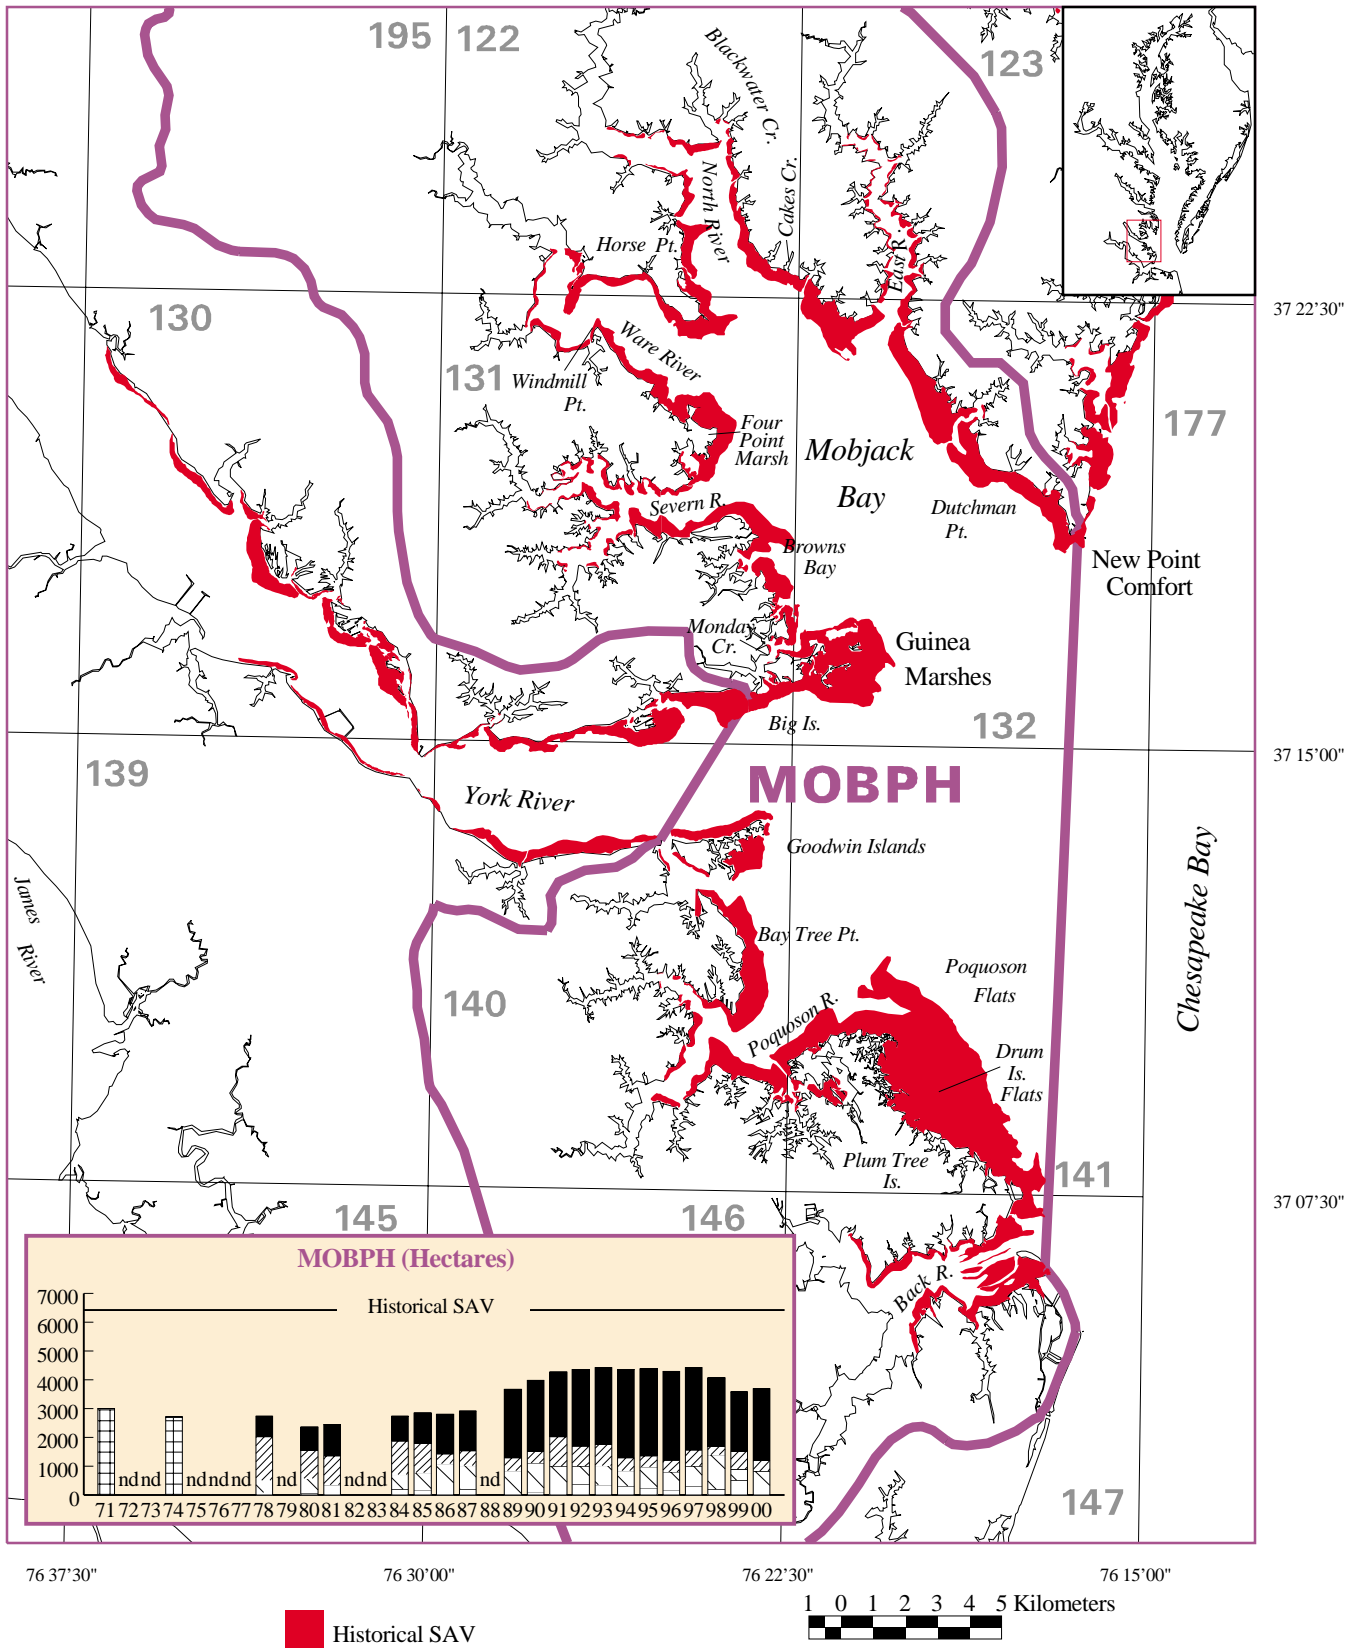 195
122
123
Blackwater Cr.
Cakes Cr.
North River
Horse Pt.
East R.
37 22'30"
130
131
Ware River
Windmill
Pt.
177
Four
Point
Marsh
Mobjack
Bay
Severn R.
Dutchman
Pt.
Browns
Bay
New Point
Comfort
Monday
Cr.
Guinea
Marshes
Big Is.
132
37 15'00"
139
MOBPH
York River
Goodwin Islands
Chesapeake Bay
James
River
Bay Tree Pt.
Poquoson
Flats
140
Poquoson R.
Drum
Is.
Flats
Plum Tree
Is.
141
37 07'30"
145
146
Back R.
147
MOBPH (Hectares)
Historical SAV
7000
6000
5000
4000
3000
2000
1000
0
nd nd nd nd nd nd nd nd nd
71 72 73 74 75 76 77 78 79 80 81 82 83 84 85 86 87 88 89 90 91 92 93 94 95 96 97 98 99 00
76 37'30"
76 30'00"
76 22'30"
76 15'00"
1 0 1 2 3 4 5 Kilometers
Historical SAV